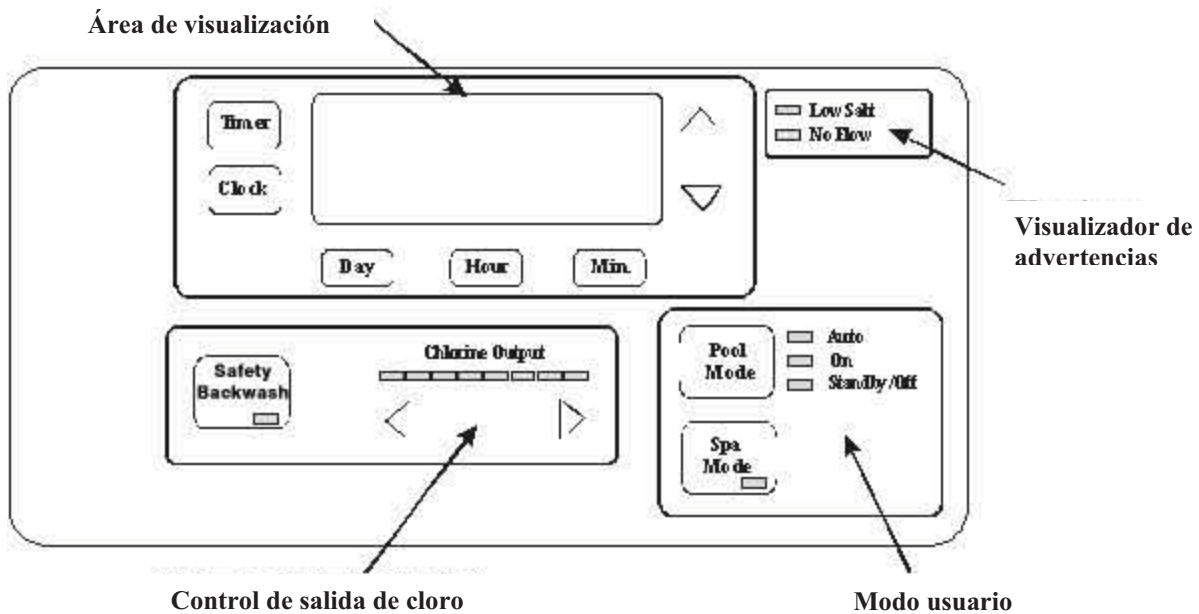 Área de visualización
Timer
Clock
Day
Hour
Min.
Low Salt
No Flow
Visualizador de
advertencias
Safety
Backwash
Chlorine Output
Pool
Mode
Auto
On
StandBy/Off
Spa
Mode
Control de salida de cloro
Modo usuario